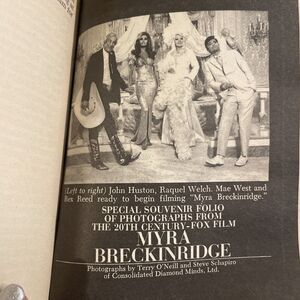 (Left to right) John Huston, Raquel Welch. Mae West and
Rex Reed ready to begin filming "Myra Breckinridge."
SPECIAL SOUVENIR FOLIO
OF PHOTOGRAPHS FROM
THE 20TH CENTURY-FOX FILM
MYRA
BRECKINRIDGE
Photographs by Terry O'Neill and Steve Schapiro
of Consolidated Diamond Minds, Ltd.